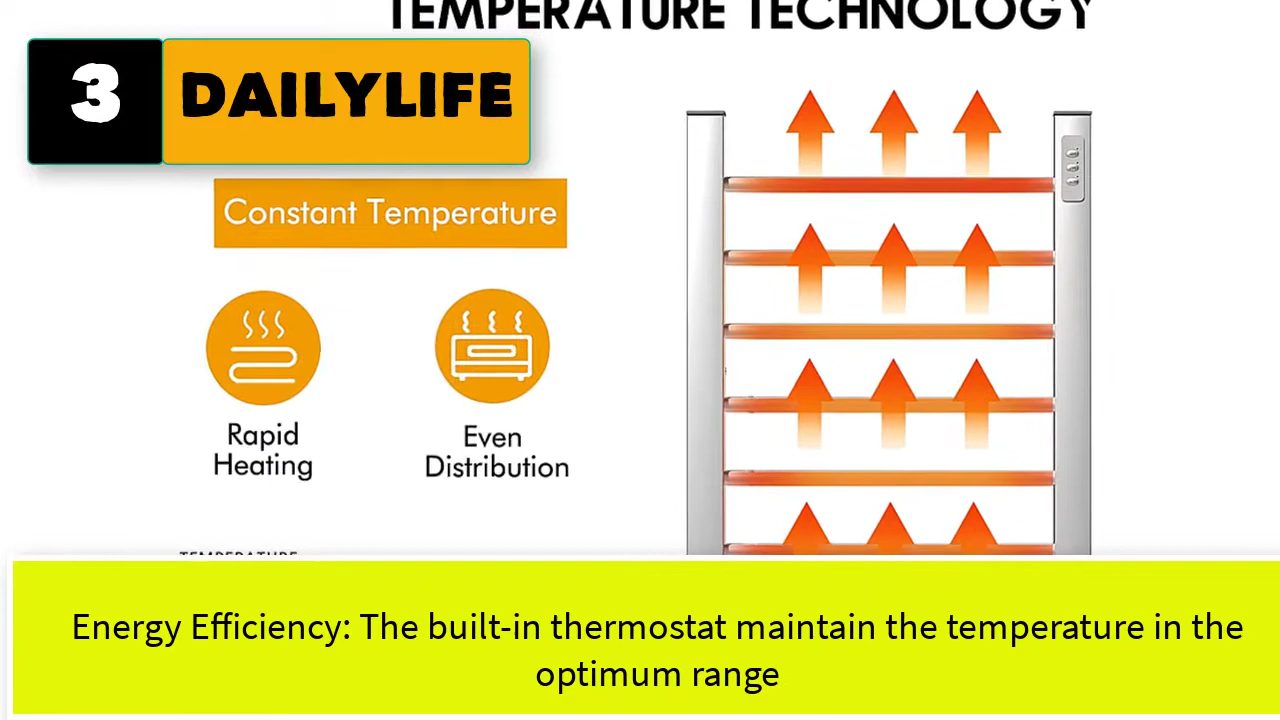 TEMPERATURE TECHNOLOGY
3 DAILYLIFE
Constant Temperature
Rapid
Heating
Even
Distribution
TEMPERATURE
Energy Efficiency: The built-in thermostat maintain the temperature in the
optimum range